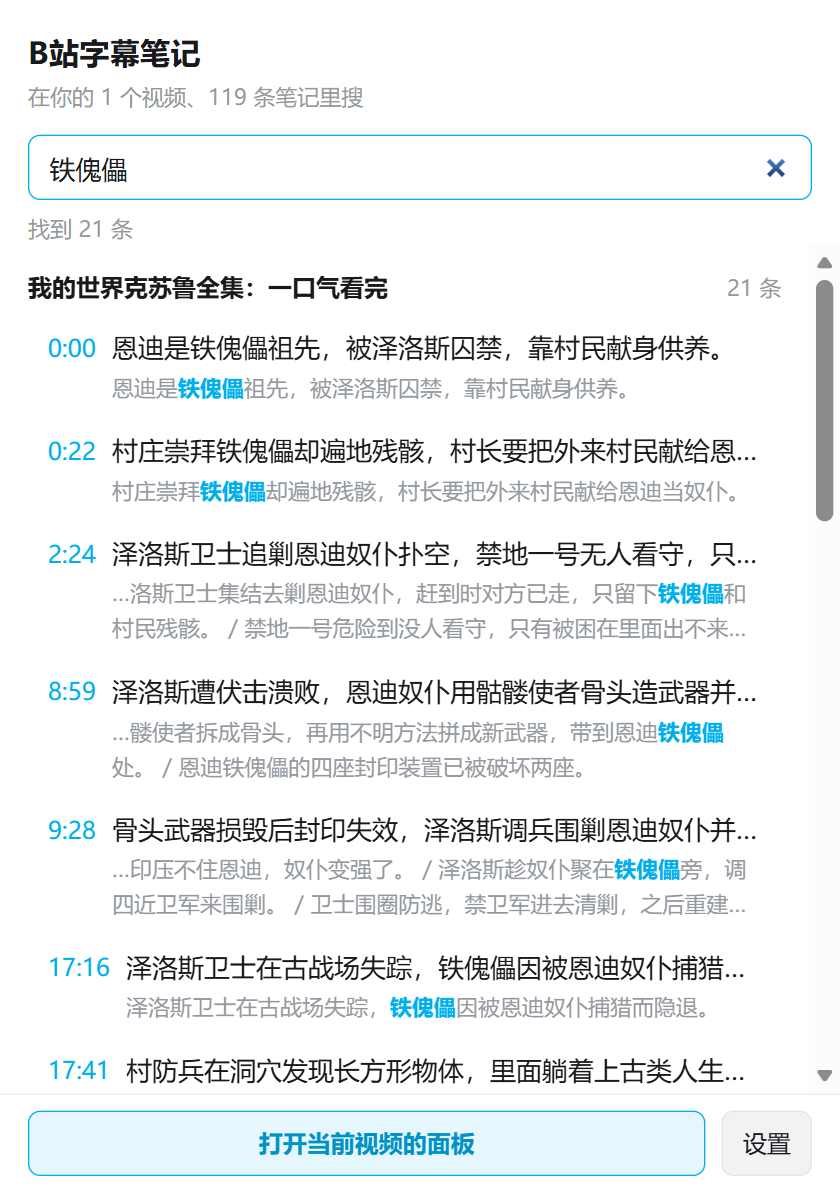 B站字幕笔记
在你的 1 个视频、119 条笔记里搜
铁傀儡
找到 21 条
我的世界克苏鲁全集：一口气看完 21 条
0:00 恩迪是铁傀儡祖先，被泽洛斯囚禁，靠村民献身供养。
恩迪是铁傀儡祖先，被泽洛斯囚禁，靠村民献身供养。
0:22 村庄崇拜铁傀儡却遍地残骸，村长要把外来村民献给恩...
村庄崇拜铁傀儡却遍地残骸，村长要把外来村民献给恩迪当奴仆。
2:24 泽洛斯卫士追剿恩迪奴仆扑空，禁地一号无人看守，只...
...洛斯卫士集结去剿恩迪奴仆，赶到时对方已走，只留下铁傀儡和
村民残骸。 / 禁地一号危险到没人看守，只有被困在里面出不来...
8:59 泽洛斯遭伏击溃败，恩迪奴仆用骷髅使者骨头造武器并...
...髅使者拆成骨头，再用不明方法拼成新武器，带到恩迪铁傀儡
处。 / 恩迪铁傀儡的四座封印装置已被破坏两座。
9:28 骨头武器损毁后封印失效，泽洛斯调兵围剿恩迪奴仆并...
...印压不住恩迪，奴仆变强了。 / 泽洛斯趁奴仆聚在铁傀儡旁，调
四近卫军来围剿。 / 卫士围圈防逃，禁卫军进去清剿，之后重建...
17:16 泽洛斯卫士在古战场失踪，铁傀儡因被恩迪奴仆捕猎...
泽洛斯卫士在古战场失踪，铁傀儡因被恩迪奴仆捕猎而隐退。
17:41 村防兵在洞穴发现长方形物体，里面躺着上古类人生...
打开当前视频的面板
设置